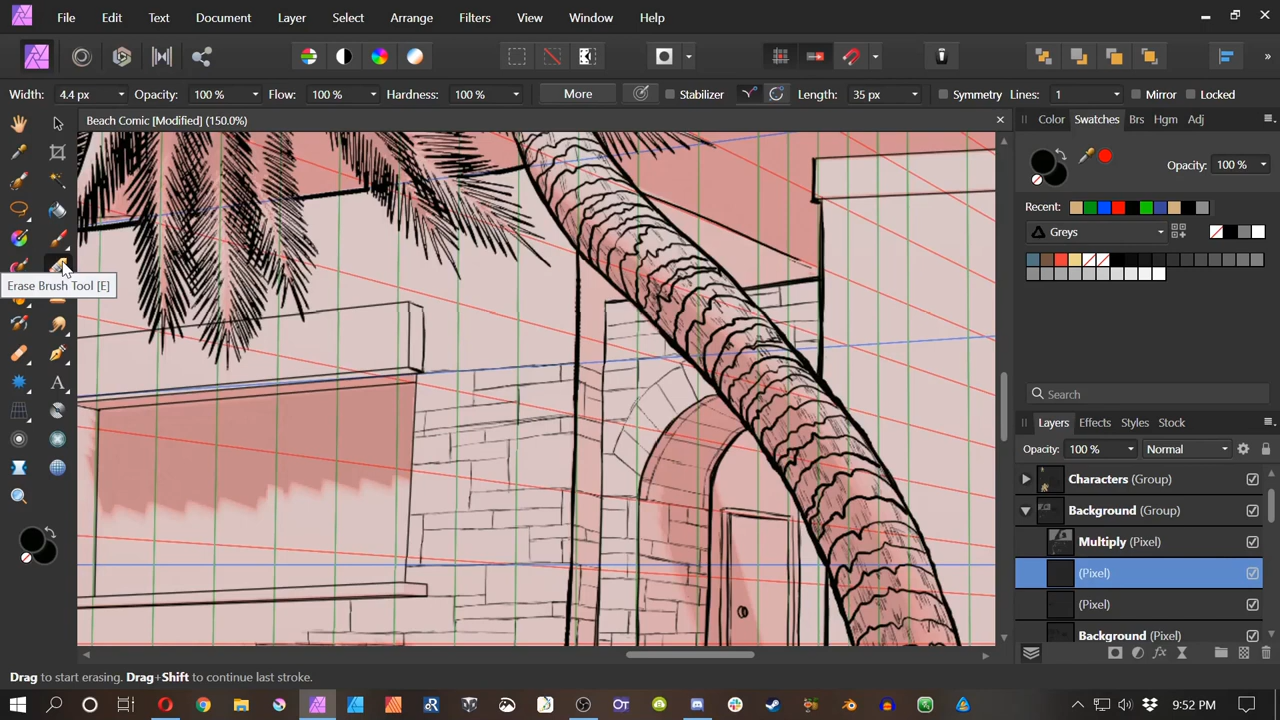 File Edit Text Document Layer Select Arrange Filters View Window Help
Width: 4.4 px Opacity: 100 % Flow: 100 % Hardness: 100 % More Stabilizer Length: 35 px Symmetry Lines: 1 Mirror Locked
Beach Comic [Modified] (150.0%)
Color Swatches Brs Hgm Adj
Opacity: 100 %
Recent:
Greys
Erase Brush Tool [E]
A
Search
Layers Effects Styles Stock
Opacity: 100 % Normal
Characters (Group)
Background (Group)
Multiply (Pixel)
(Pixel)
(Pixel)
Background (Pixel)
Drag to start erasing. Drag+Shift to continue last stroke.
9:52 PM